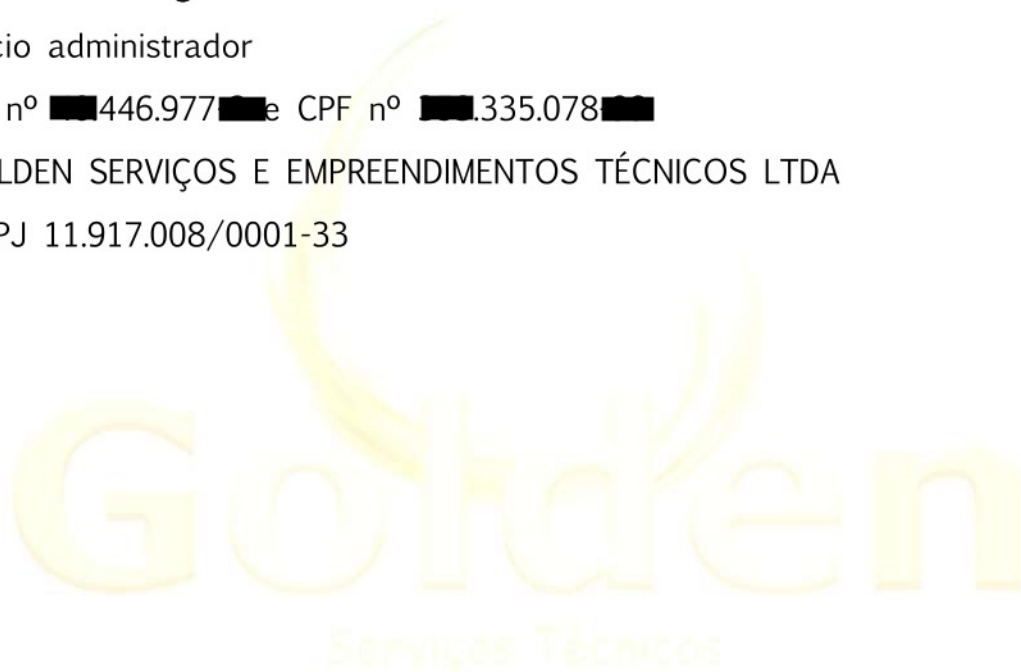 cio administrador
nº 446.977 e CPF nº .335.078
LDEN SERVIÇOS E EMPREENDIMENTOS TÉCNICOS LTDA
PJ 11.917.008/0001-33
Golden
Serviços Técnicos